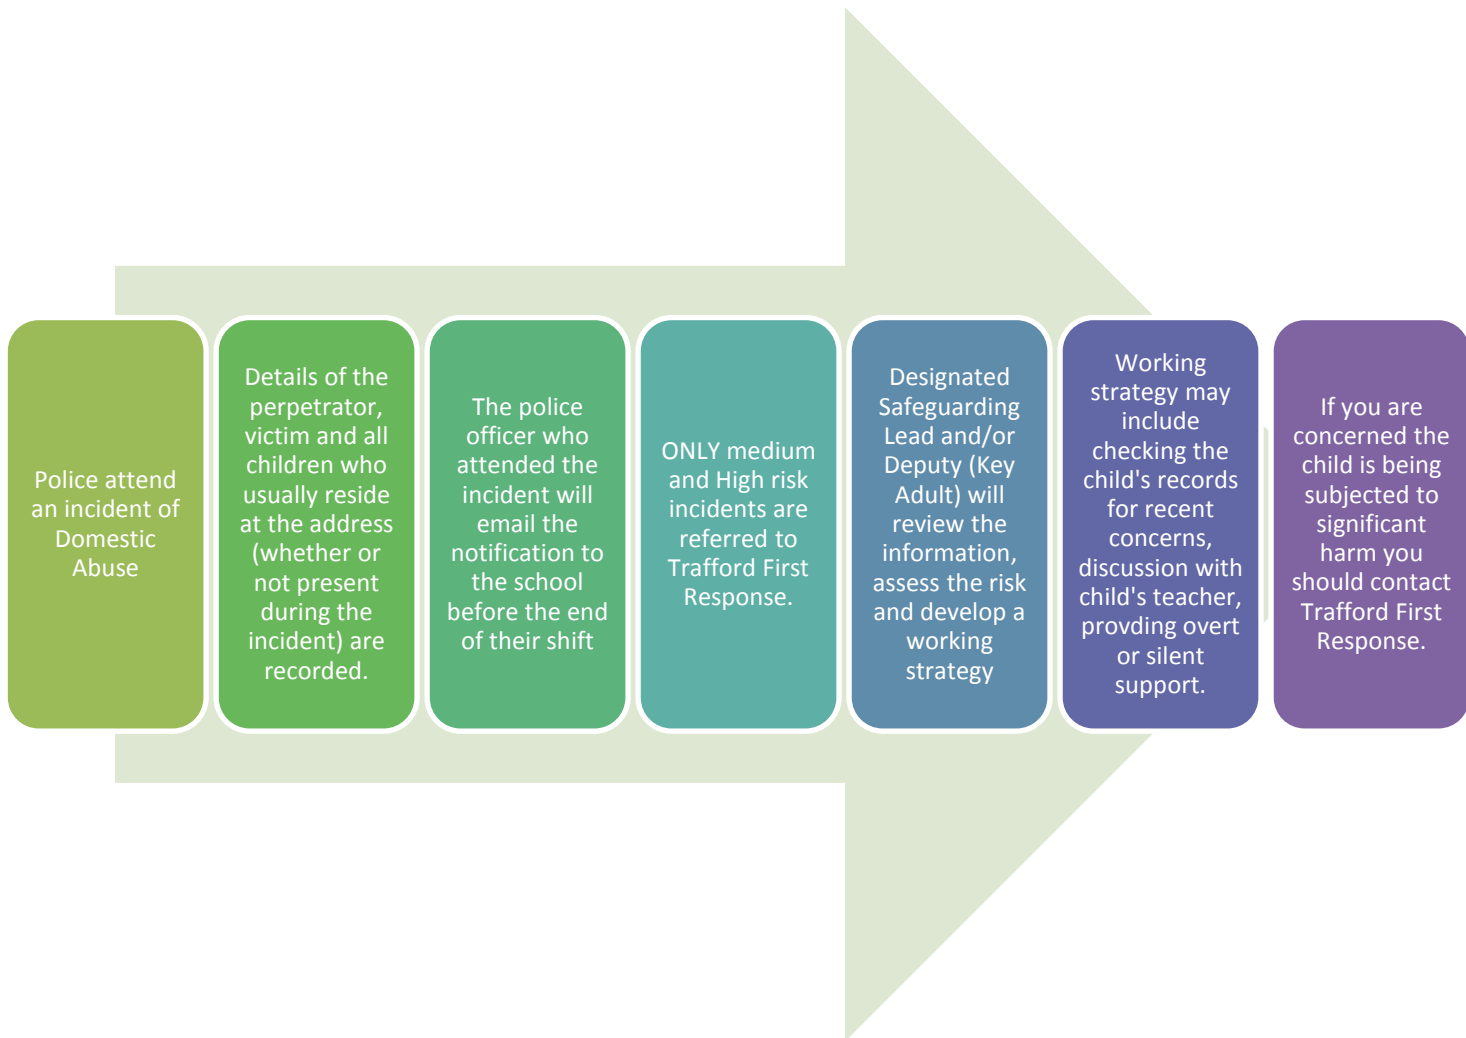 Police attend
an incident of
Domestic
Abuse
Details of the
perpetrator,
victim and all
children who
usually reside
at the address
(whether or
not present
during the
incident) are
recorded.
The police
officer who
attended the
incident will
email the
notification to
the school
before the end
of their shift
ONLY medium
and High risk
incidents are
referred to
Trafford First
Response.
Designated
Safeguarding
Lead and/or
Deputy (Key
Adult) will
review the
information,
assess the risk
and develop a
working
strategy
Working
strategy may
include
checking the
child's records
for recent
concerns,
discussion with
child's teacher,
provding overt
or silent
support.
If you are
concerned the
child is being
subjected to
significant
harm you
should contact
Trafford First
Response.